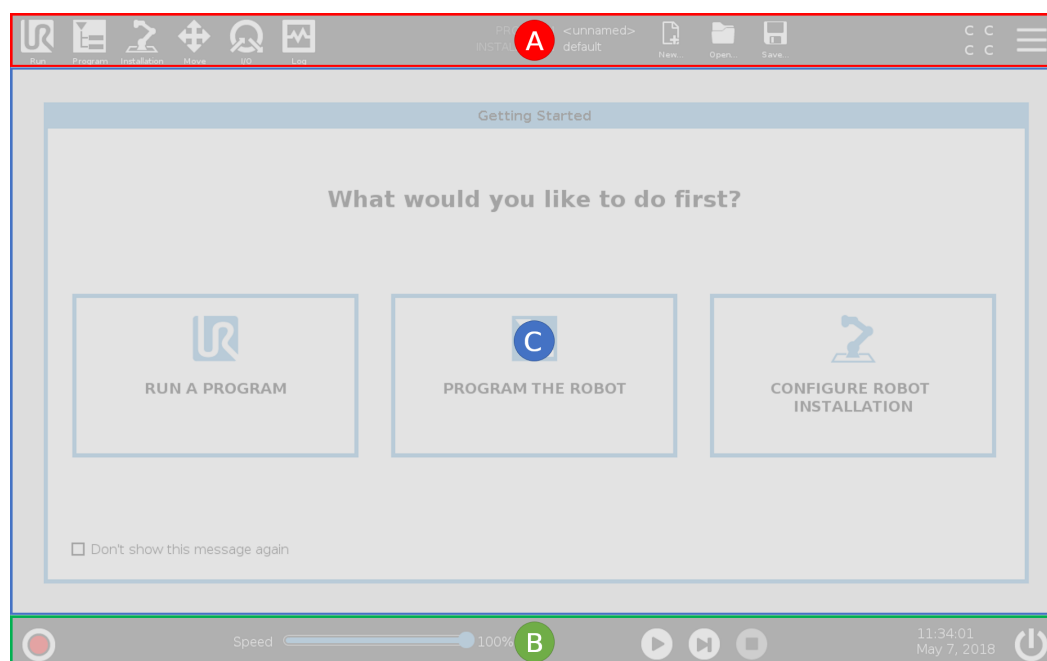 <unnamed>
default
Run Program Installation Move I/O Log New... Open... Save...
C C
C C
A
Getting Started
What would you like to do first?
RUN A PROGRAM
PROGRAM THE ROBOT
CONFIGURE ROBOT
INSTALLATION
C
Don't show this message again
Speed 100% B
11:34:01
May 7, 2018